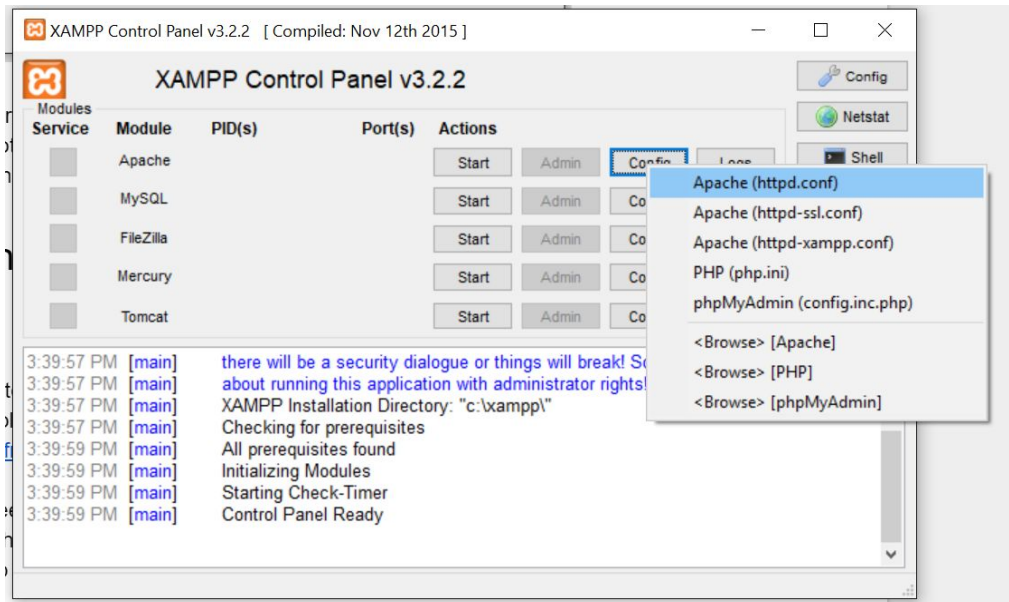 XAMPP Control Panel v3.2.2 [ Compiled: Nov 12th 2015 ]
XAMPP Control Panel v3.2.2
Config
Modules
Service Module PID(s) Port(s) Actions
Netstat
Apache Start Admin Config Logs Shell
MySQL Start Admin Co
FileZilla Start Admin Co
Mercury Start Admin Co
Tomcat Start Admin Co
Apache (httpd.conf)
Apache (httpd-ssl.conf)
Apache (httpd-xampp.conf)
PHP (php.ini)
phpMyAdmin (config.inc.php)
<Browse> [Apache]
<Browse> [PHP]
<Browse> [phpMyAdmin]
3:39:57 PM [main] there will be a security dialogue or things will break! So
3:39:57 PM [main] about running this application with administrator rights!
3:39:57 PM [main] XAMPP Installation Directory: "c:\xampp\"
3:39:57 PM [main] Checking for prerequisites
3:39:59 PM [main] All prerequisites found
3:39:59 PM [main] Initializing Modules
3:39:59 PM [main] Starting Check-Timer
3:39:59 PM [main] Control Panel Ready